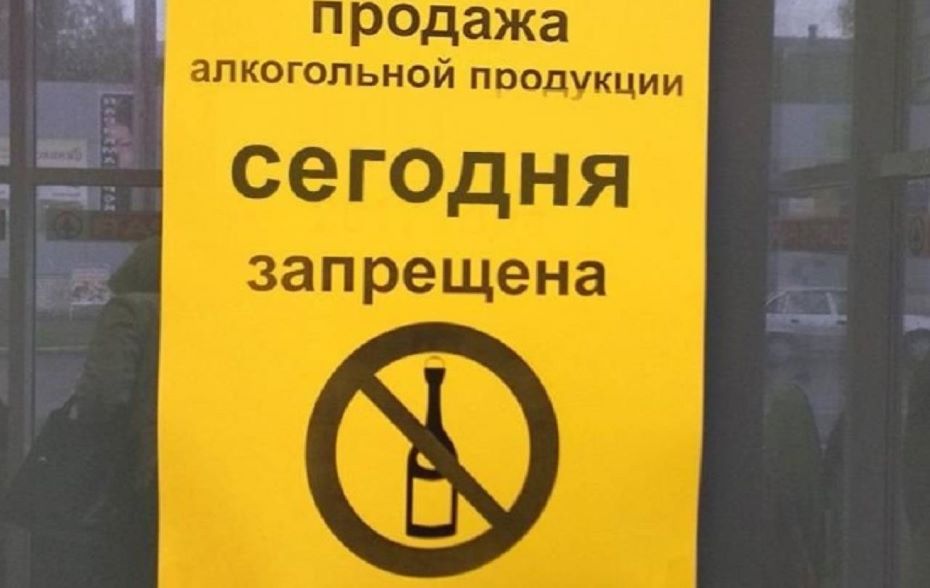 продажа
алкогольной продукции
сегодня
запрещена